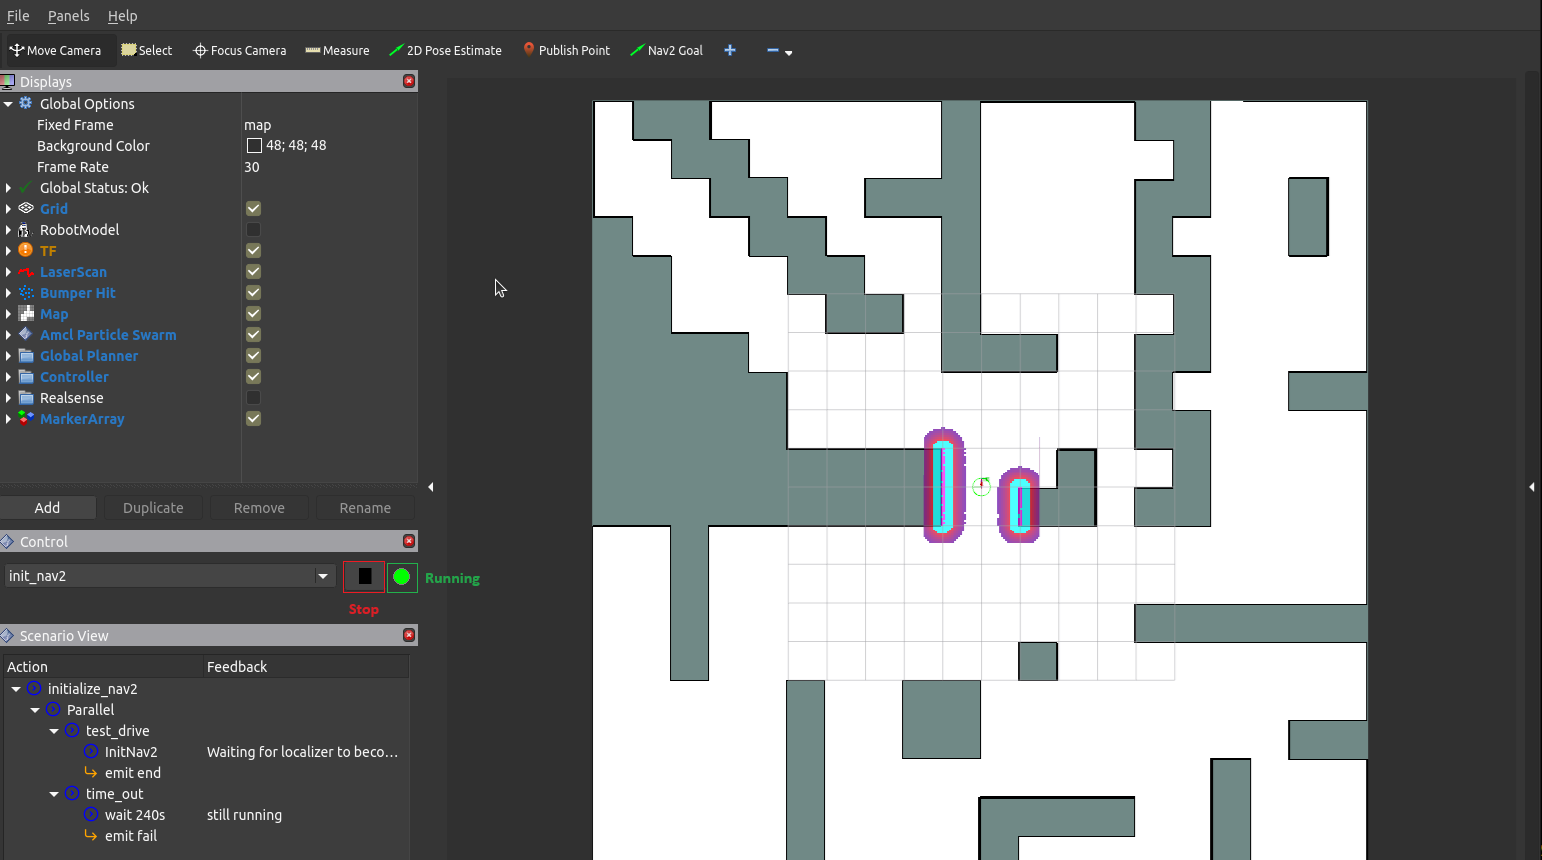 File Panels Help
Move Camera Select Focus Camera Measure 2D Pose Estimate Publish Point Nav2 Goal
Displays
Global Options
Fixed Frame map
Background Color 48; 48; 48
Frame Rate 30
Global Status: Ok
Grid
RobotModel
TF
LaserScan
Bumper Hit
Map
Amcl Particle Swarm
Global Planner
Controller
Realsense
MarkerArray
Add Duplicate Remove Rename
Control
init_nav2 Running
Stop
Scenario View
Action Feedback
initialize_nav2
Parallel
test_drive
InitNav2 Waiting for localizer to beco...
emit end
time_out
wait 240s still running
emit fail